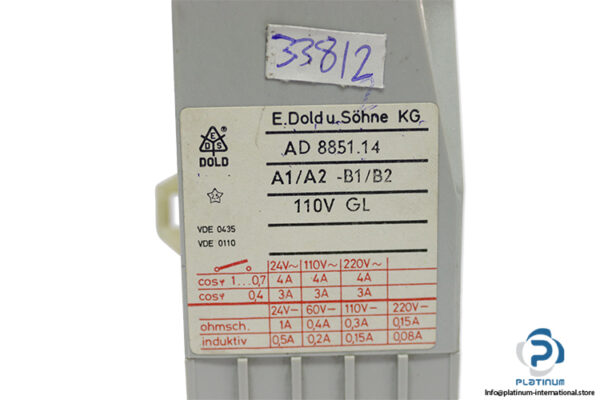 33812
E.Dold u. Söhne KG
E
D S
®
DOLD
AD 8851.14
A1/A2 -B1/B2
110V GL
VDE 0435
VDE 0110
24V~ 110V~ 220V~
cosφ 1...0,7 4A 4A 4A
cosφ 0,4 3A 3A 3A
24V- 60V- 110V- 220V-
ohmsch. 1A 0,4A 0,3A 0,15A
induktiv 0,5A 0,2A 0,15A 0,08A
PLATINUM
INTERNATIONAL
Info@platinum-international.store